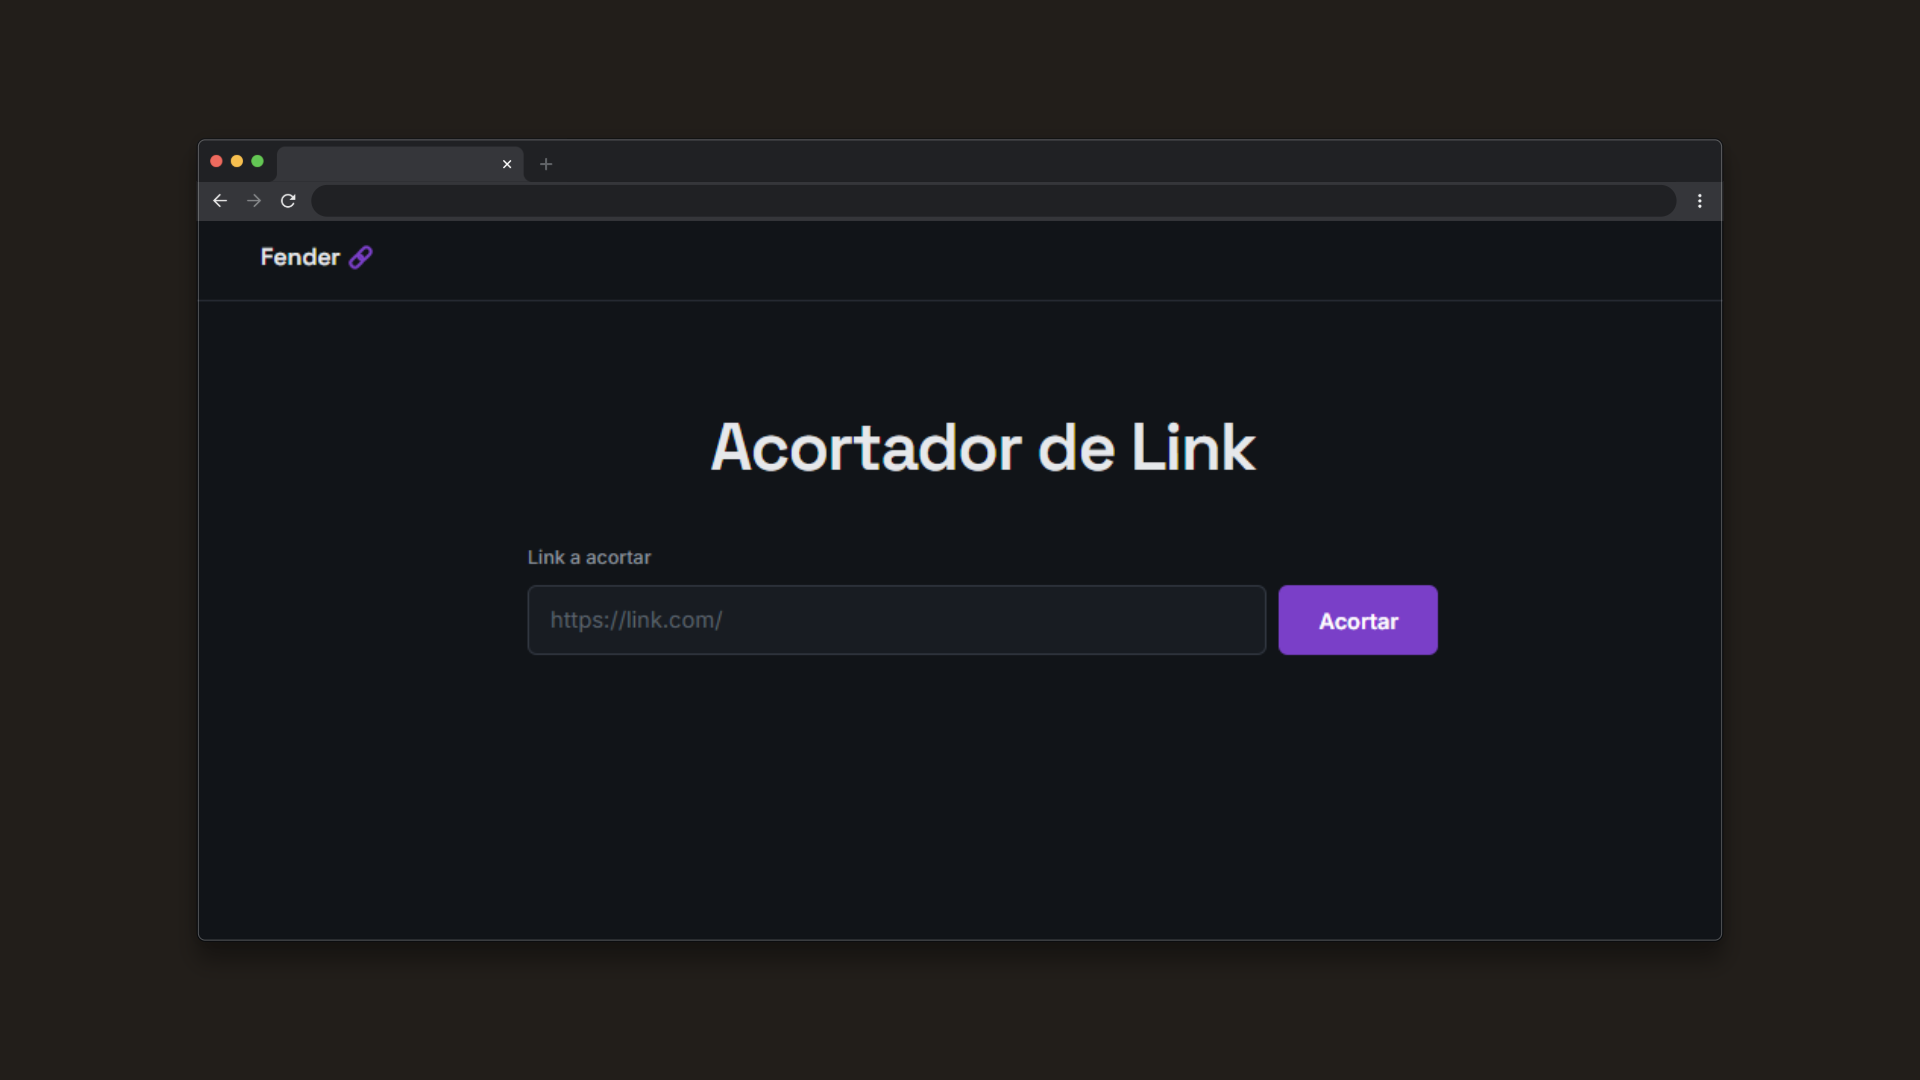 Fender
Acortador de Link
Link a acortar
https://link.com/
Acortar